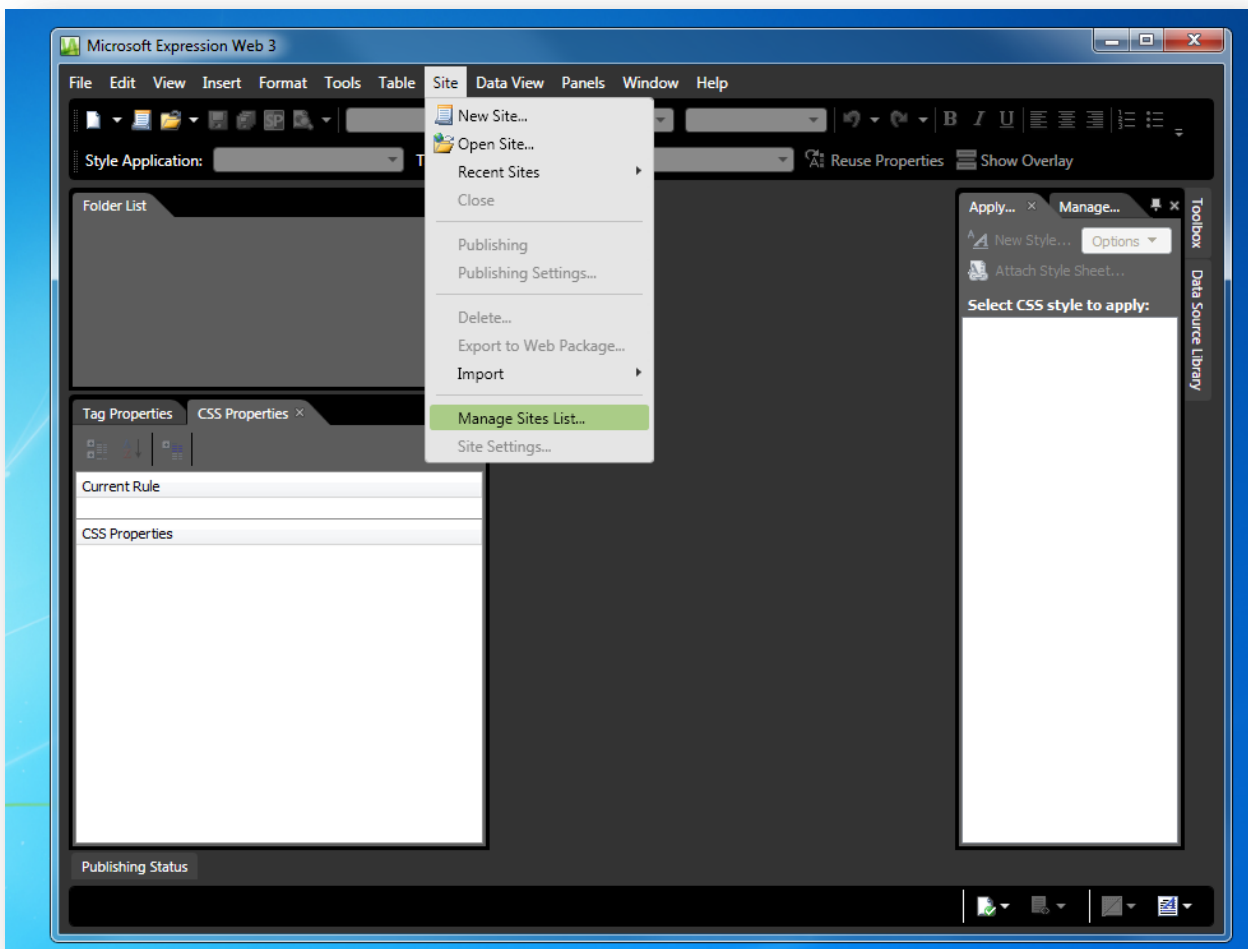 Microsoft Expression Web 3
File Edit View Insert Format Tools Table Site Data View Panels Window Help
New Site...
Open Site...
Recent Sites
Close
Publishing
Publishing Settings...
Delete...
Export to Web Package...
Import
Manage Sites List...
Site Settings...
SP
B I U
Style Application:
T
Reuse Properties
Show Overlay
Folder List
Tag Properties
CSS Properties ×
Current Rule
CSS Properties
Apply... ×
Manage...
New Style...
Options
Attach Style Sheet...
Select CSS style to apply:
Toolbox
Data Source Library
Publishing Status